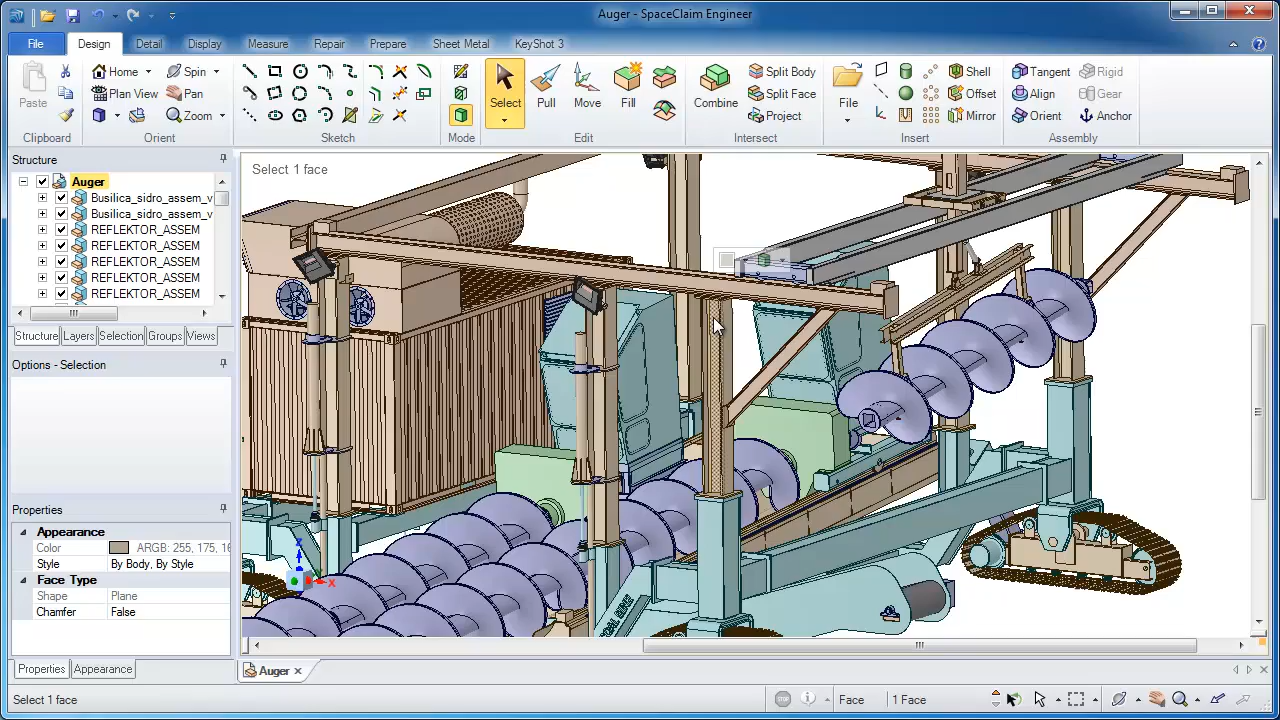 Auger - SpaceClaim Engineer
File Design Detail Display Measure Repair Prepare Sheet Metal KeyShot 3
Home Spin Split Body Shell Tangent Rigid
Plan View Pan Split Face Offset Align Gear
Paste Select Pull Move Fill Combine File
Zoom Project Mirror Orient Anchor
Clipboard Orient Sketch Mode Edit Intersect Insert Assembly
Structure
Select 1 face
Auger
Busilica_sidro_assem_v
Busilica_sidro_assem_v
REFLEKTOR_ASSEM
REFLEKTOR_ASSEM
REFLEKTOR_ASSEM
REFLEKTOR_ASSEM
REFLEKTOR_ASSEM
Structure Layers Selection Groups Views
Options - Selection
Properties
Appearance
Color ARGB: 255, 175, 16
Style By Body, By Style
Face Type
Shape Plane
Chamfer False
Z
X
Properties Appearance
Auger
Select 1 face
STOP
Face 1 Face